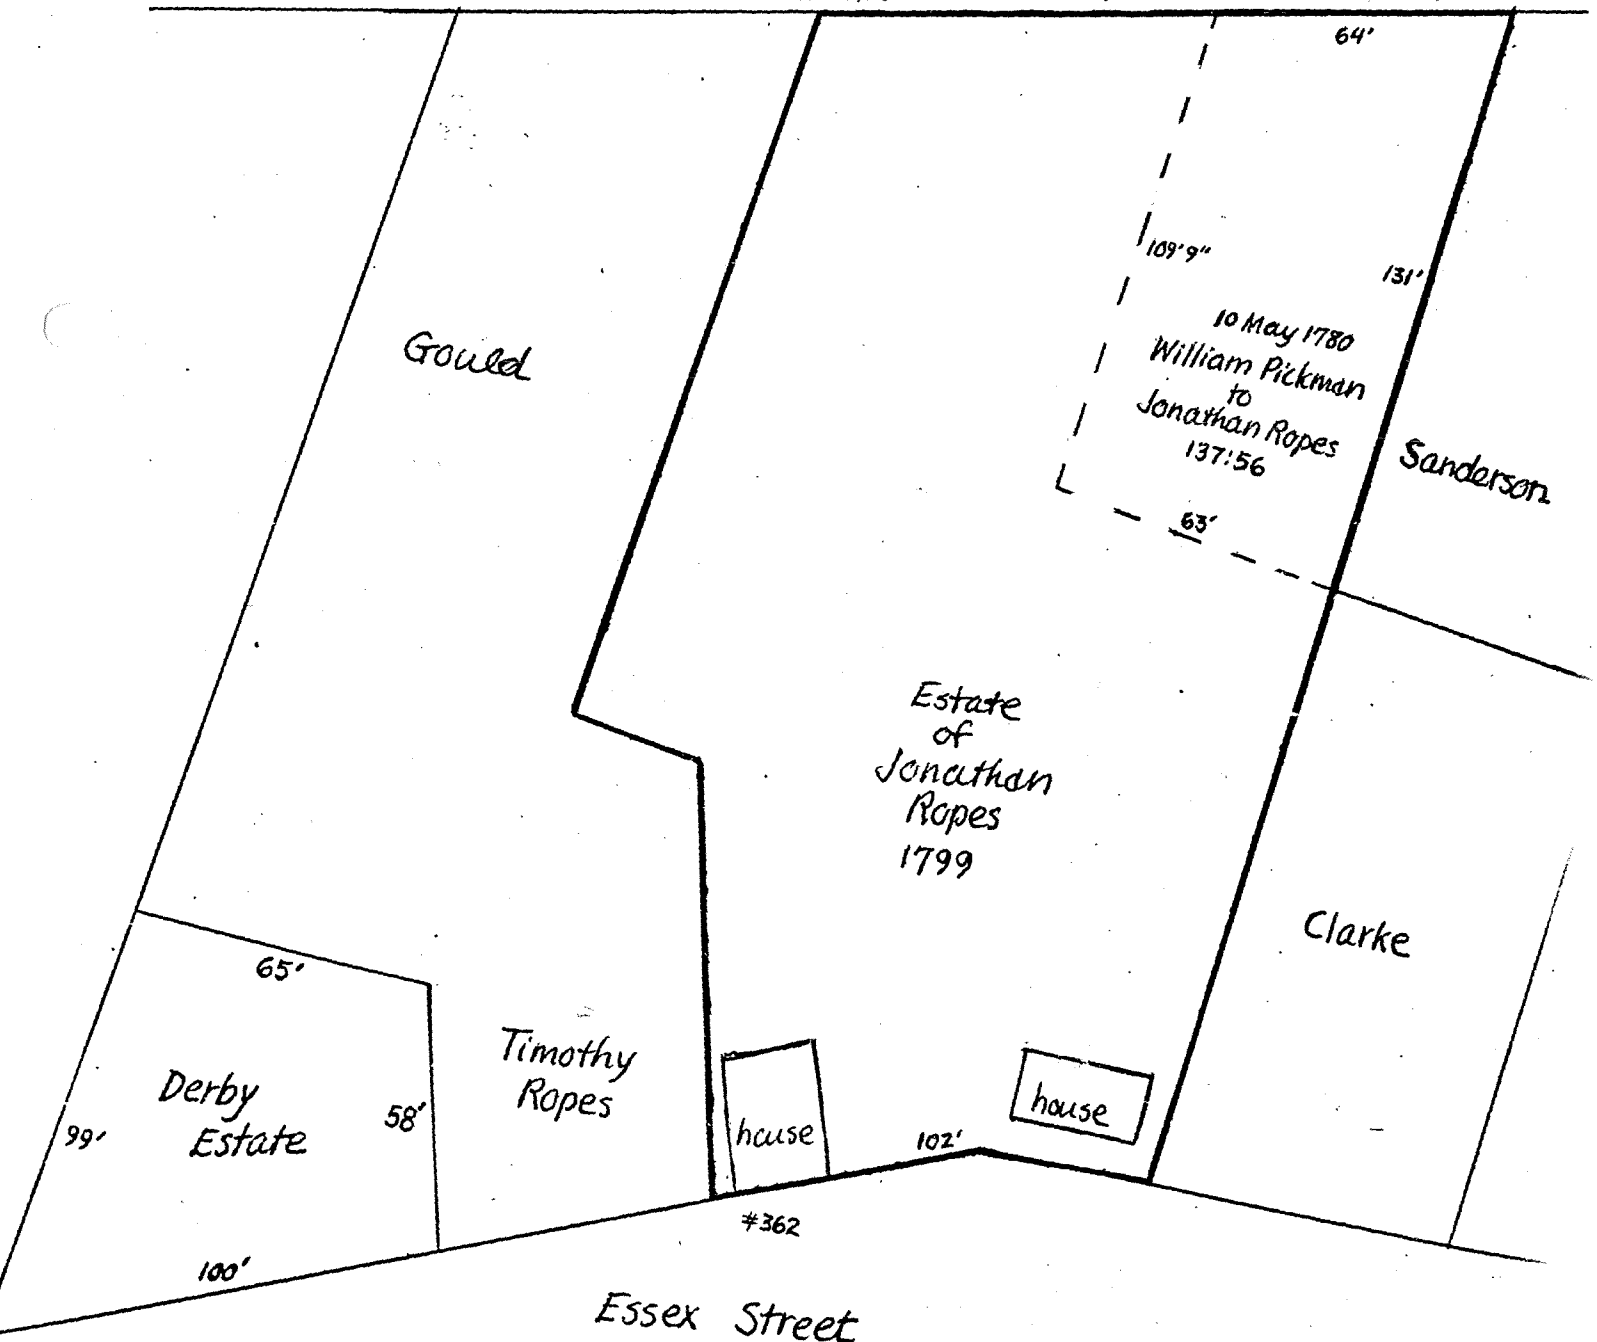 64'
109'9"
131'
10 May 1780
William Pickman
to
Jonathan Ropes
137:56
Gould
Sanderson
63'
Estate
of
Jonathan
Ropes
1799
Clarke
65'
Timothy
Ropes
Derby
Estate
58'
99'
house
house
102'
#362
100'
Essex Street